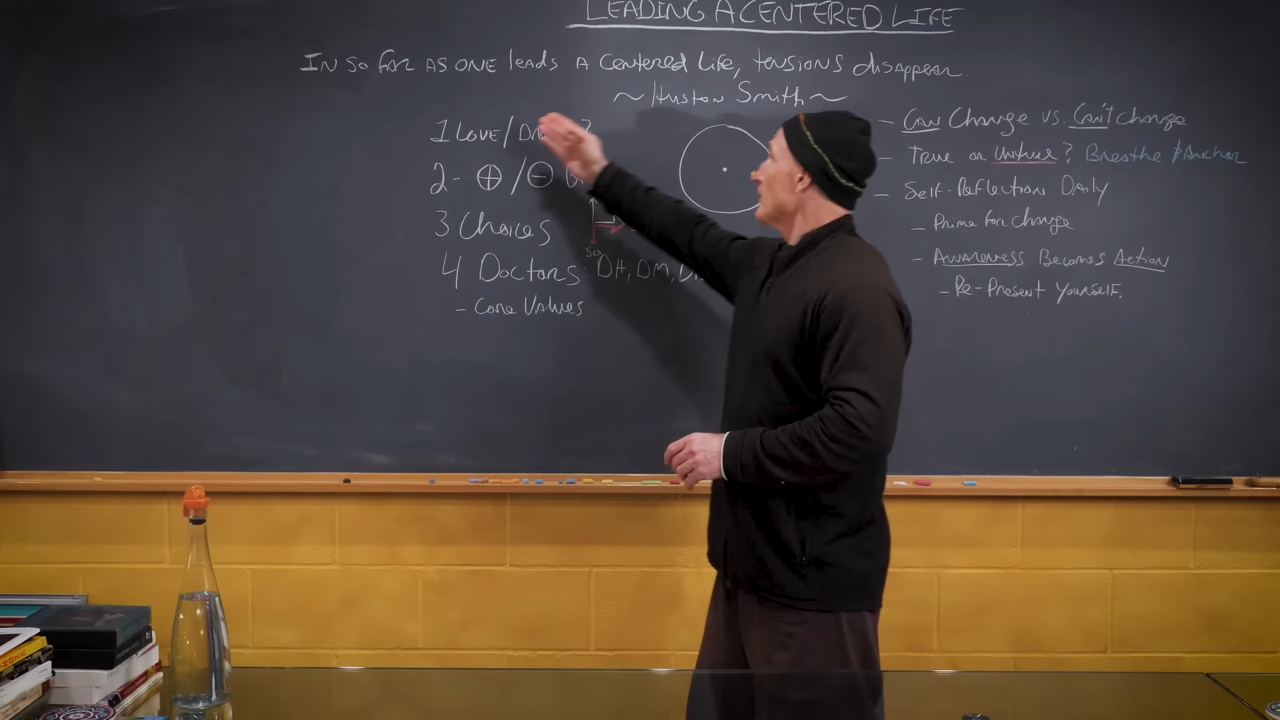 LEADING A CENTERED LIFE
IN SO FAR AS ONE leads A Centered Life, tensions disappear.
~ Huston Smith ~
1 Love/
2- ⊕/⊖
3 Choices
4 Doctors: DH, DM,
- Core Values
- Can Change vs. Can't change
- True or Untrue? Breathe & Anchor
- Self-Reflection Daily
- Prime for Change
- Awareness Becomes Action
- Re-Present Yourself.